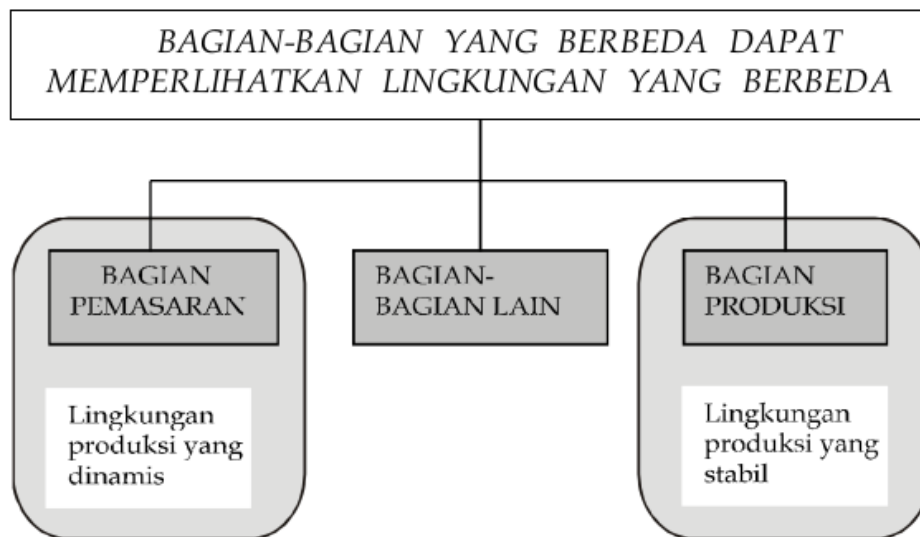 BAGIAN-BAGIAN YANG BERBEDA DAPAT
MEMPERLIHATKAN LINGKUNGAN YANG BERBEDA
BAGIAN
PEMASARAN
BAGIAN-
BAGIAN LAIN
BAGIAN
PRODUKSI
Lingkungan
produksi yang
dinamis
Lingkungan
produksi yang
stabil